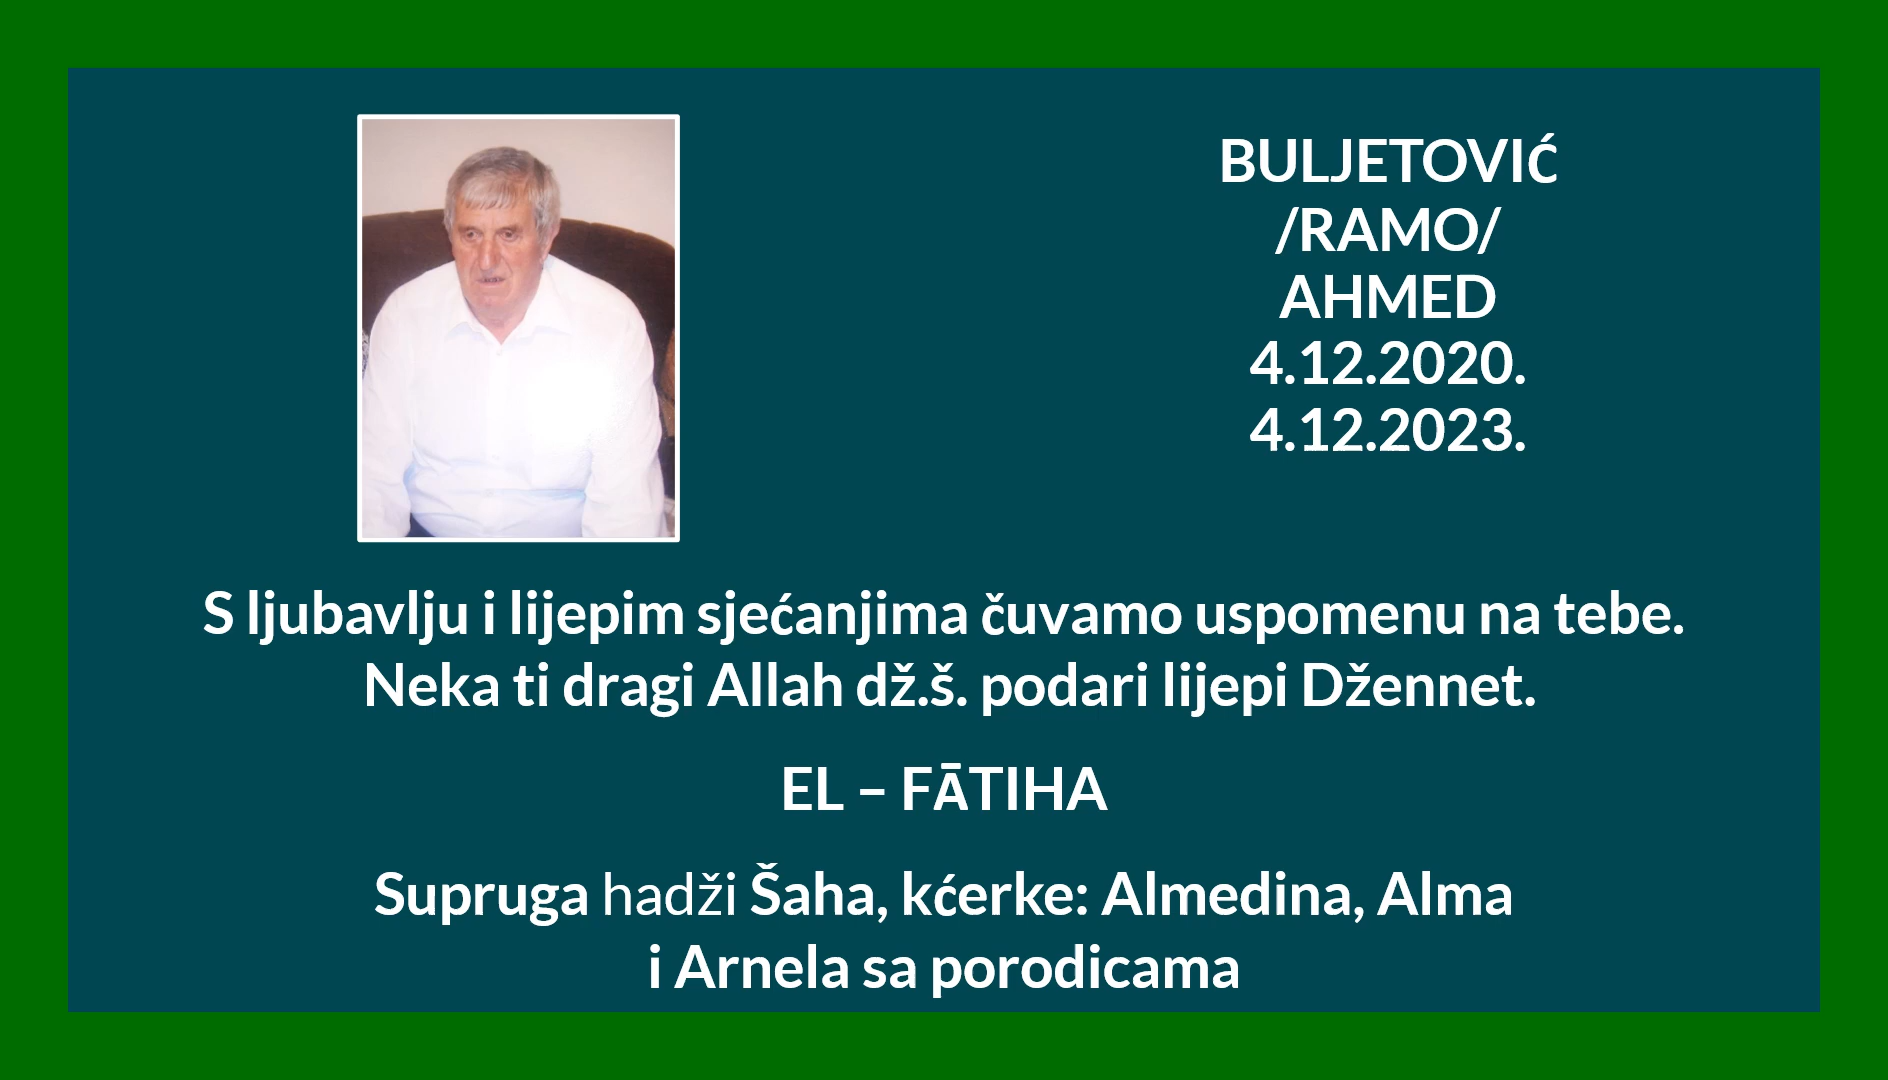 BULJETOVIĆ
/RAMO/
AHMED
4.12.2020.
4.12.2023.
S ljubavlju i lijepim sjećanjima čuvamo uspomenu na tebe.
Neka ti dragi Allah dž.š. podari lijepi Džennet.
EL – FĀTIHA
Supruga hadži Šaha, kćerke: Almedina, Alma
i Arnela sa porodicama